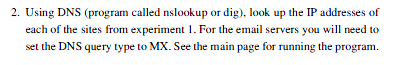 2. Using DNS (program called nslookup or dig), look up the IP addresses of
each of the sites from experiment 1. For the email servers you will need to
set the DNS query type to MX. See the main page for running the program.